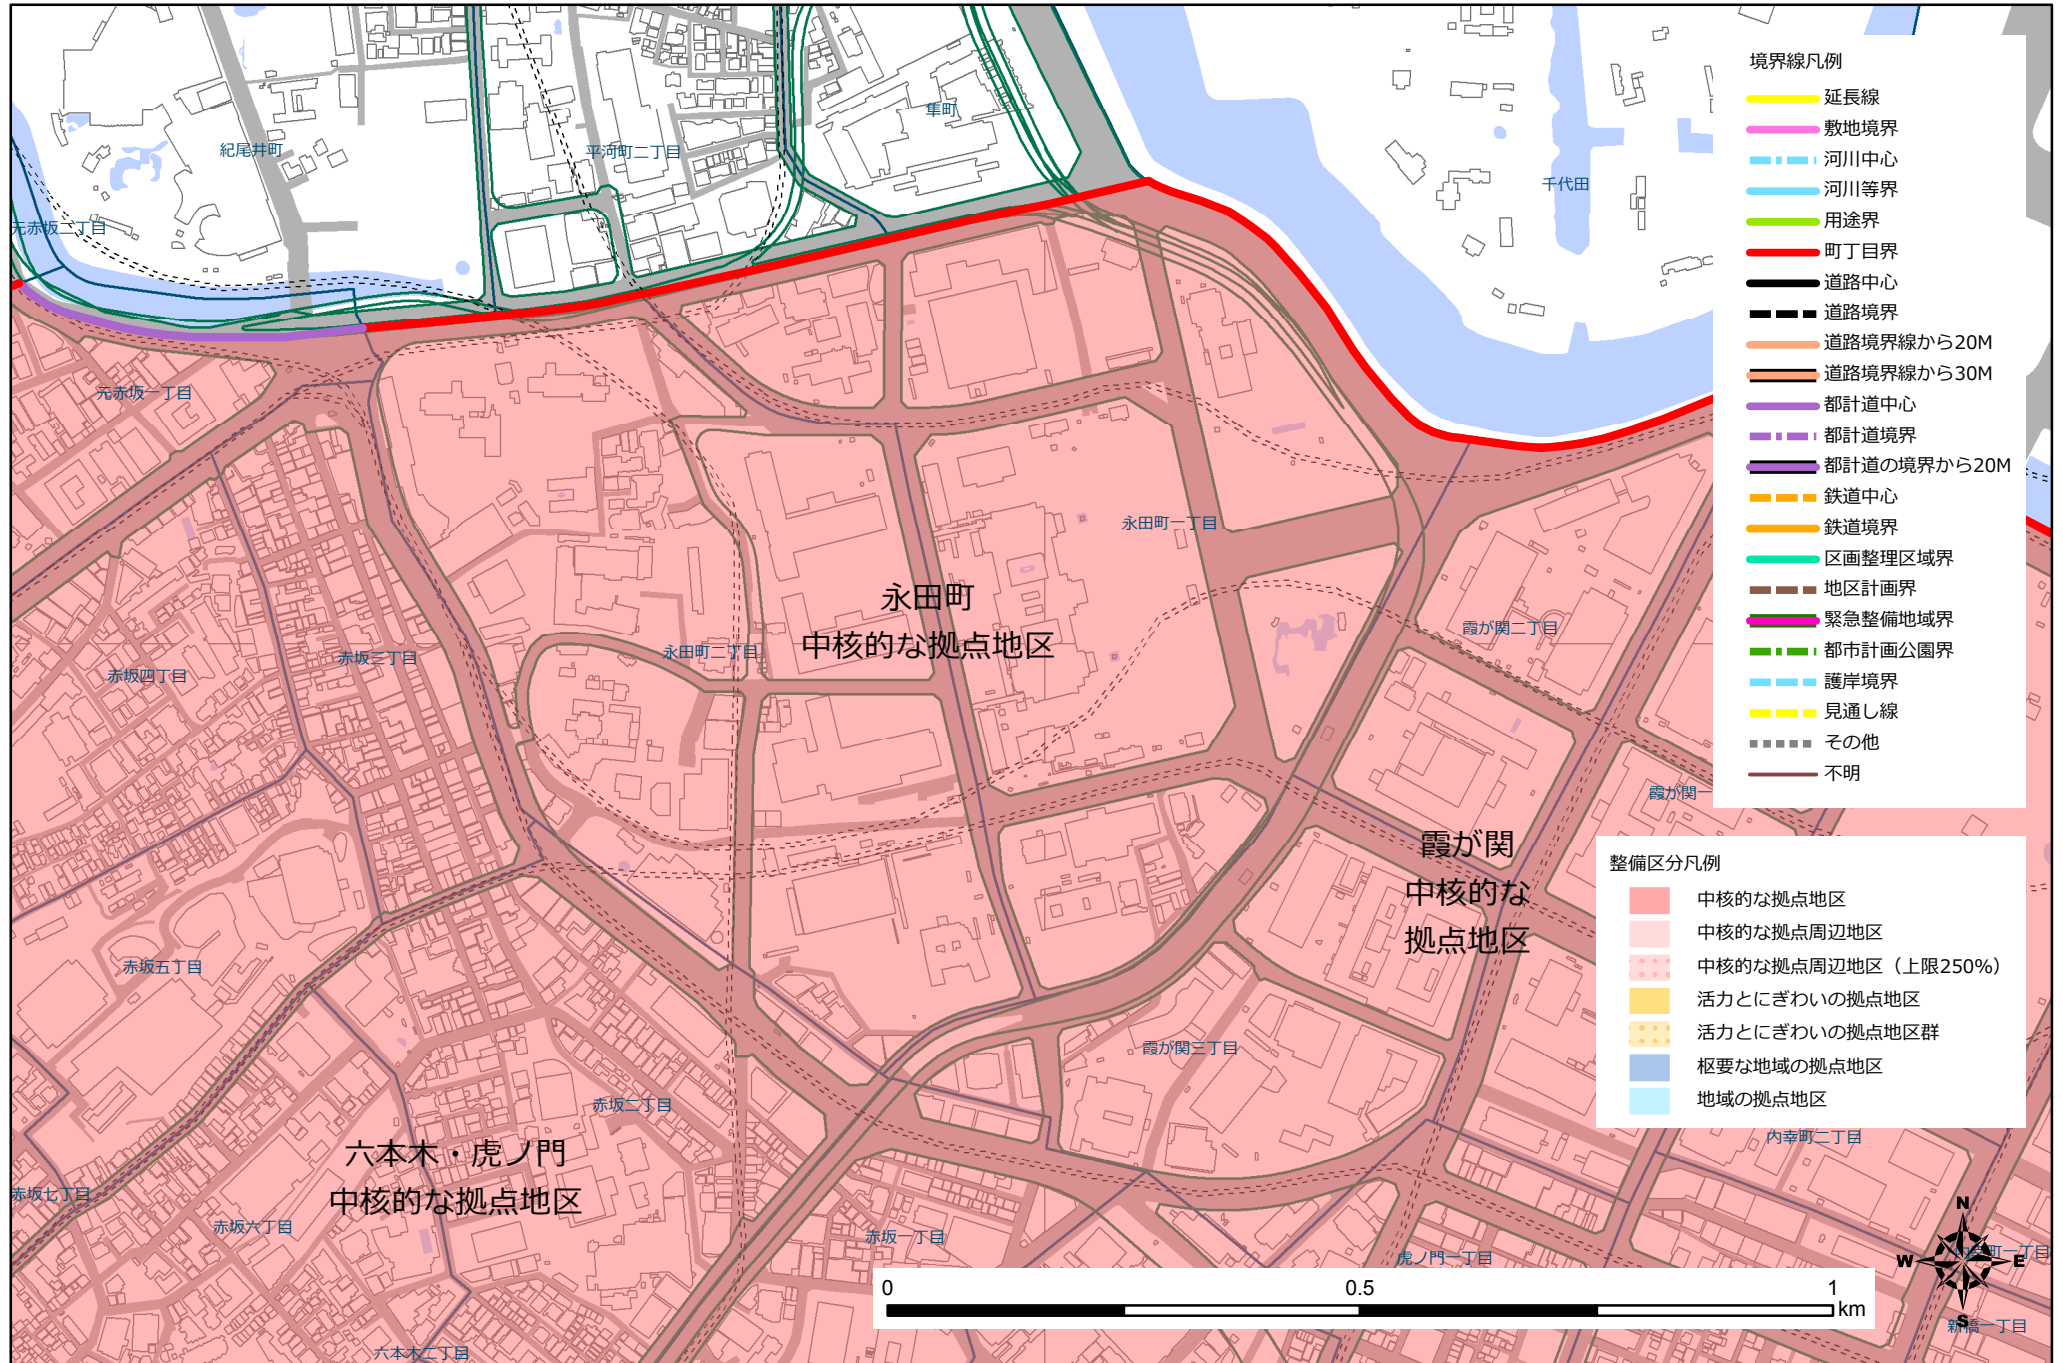 隼町
紀尾井町
平河町二丁目
千代田
元赤坂二丁目
元赤坂一丁目
永田町一丁目
永田町
中核的な拠点地区
霞が関二丁目
永田町二丁目
赤坂三丁目
赤坂四丁目
霞が関一
霞が関
中核的な
拠点地区
赤坂五丁目
霞が関三丁目
赤坂二丁目
内幸町二丁目
六本木・虎ノ門
中核的な拠点地区
赤坂七丁目
赤坂六丁目
赤坂一丁目
虎ノ門一丁目
新橋一丁目
六本木二丁目
境界線凡例
延長線
敷地境界
河川中心
河川等界
用途界
町丁目界
道路中心
道路境界
道路境界線から20M
道路境界線から30M
都計道中心
都計道境界
都計道の境界から20M
鉄道中心
鉄道境界
区画整理区域界
地区計画界
緊急整備地域界
都市計画公園界
護岸境界
見通し線
その他
不明
整備区分凡例
中核的な拠点地区
中核的な拠点周辺地区
中核的な拠点周辺地区（上限250%）
活力とにぎわいの拠点地区
活力とにぎわいの拠点地区群
枢要な地域の拠点地区
地域の拠点地区
N
W
E
S
0 0.5 1
km